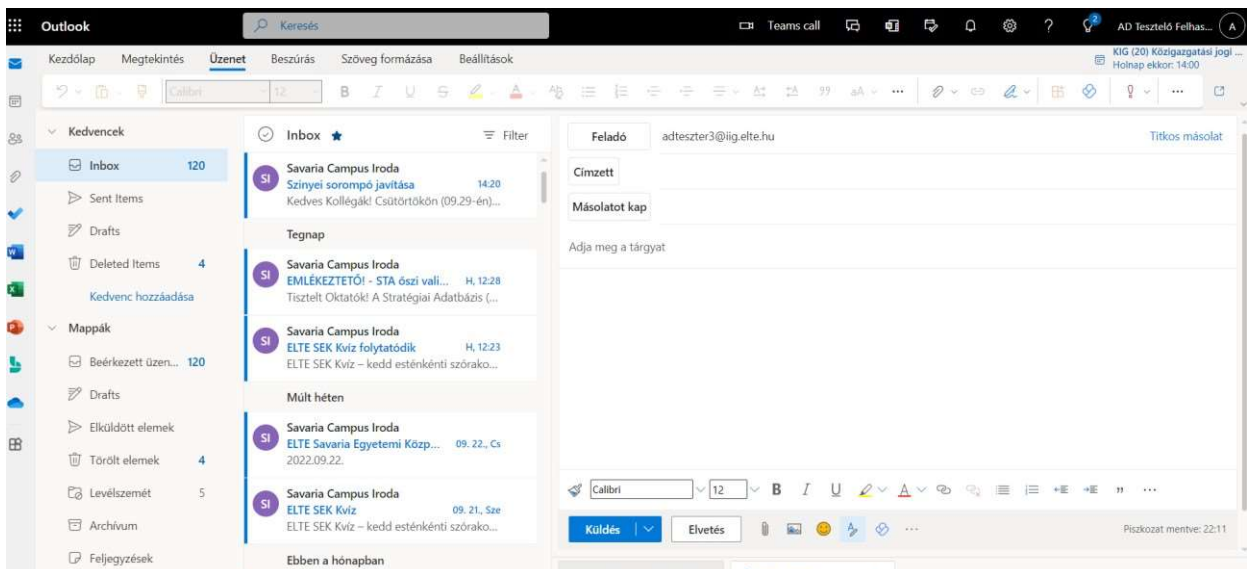 Outlook
Keresés
Teams call
2
AD Tesztelő Felhas...
A
Kezdőlap Megtekintés Üzenet Beszúrás Szöveg formázása Beállítások
KIG (20) Közigazgatási jogi ...
Holnap ekkor: 14:00
Calibri 12 B I U
Kedvencek
Inbox 120
Sent Items
Drafts
Deleted Items 4
Kedvenc hozzáadása
Mappák
Beérkezett üzen... 120
Drafts
Elküldött elemek
Törölt elemek 4
Levélszemét 5
Archívum
Feljegyzések
Inbox
Filter
SI
Savaria Campus Iroda
Szinyei sorompó javítása 14:20
Kedves Kollégák! Csütörtökön (09.29-én)...
Tegnap
SI
Savaria Campus Iroda
EMLÉKEZTETŐ! - STA őszi vali... H, 12:28
Tisztelt Oktatók! A Stratégiai Adatbázis (...
SI
Savaria Campus Iroda
ELTE SEK Kvíz folytatódik H, 12:23
ELTE SEK Kvíz – kedd esténkénti szórako...
Múlt héten
SI
Savaria Campus Iroda
ELTE Savaria Egyetemi Közp... 09. 22., Cs
2022.09.22.
SI
Savaria Campus Iroda
ELTE SEK Kvíz 09. 21., Sze
ELTE SEK Kvíz – kedd esténkénti szórako...
Ebben a hónapban
Feladó adteszter3@iig.elte.hu Titkos másolat
Címzett
Másolatot kap
Adja meg a tárgyat
Calibri 12 B I U A
Küldés Elvetés Piszkozat mentve: 22:11